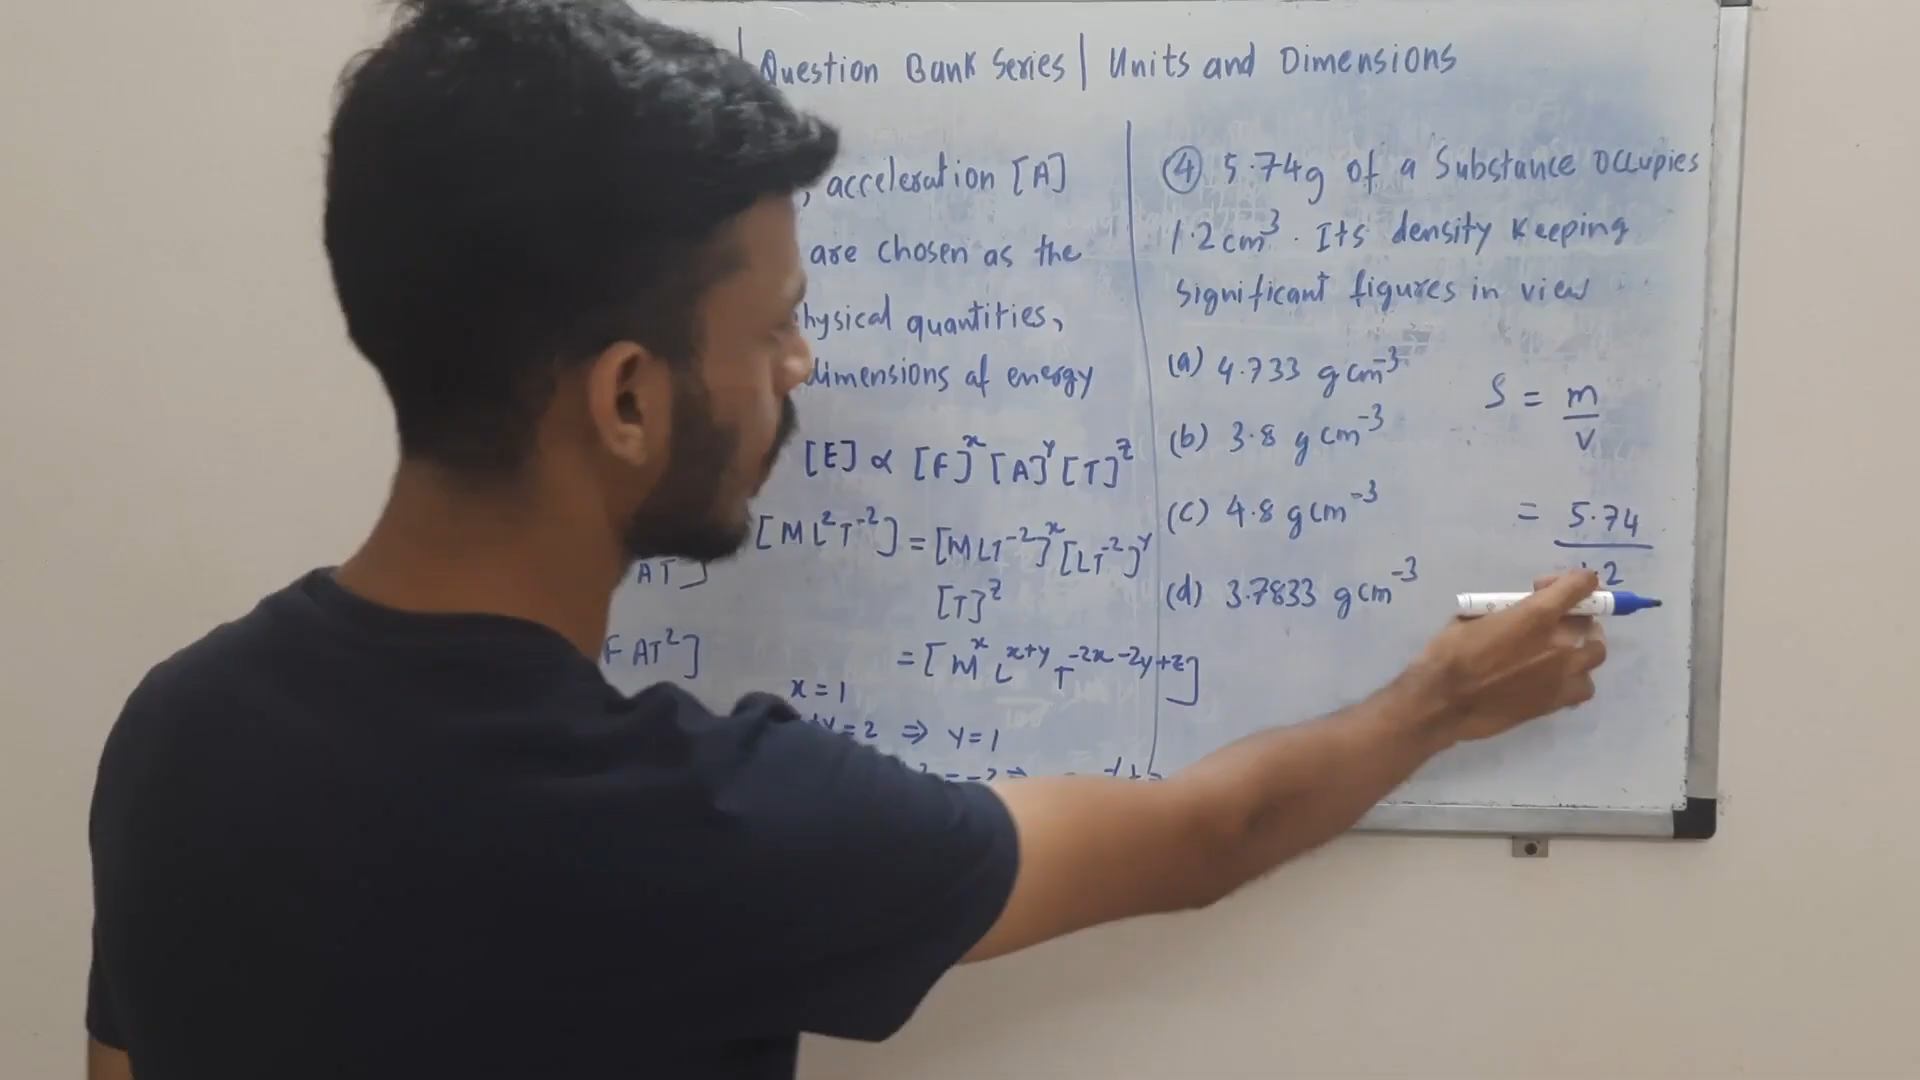 Question Bank Series | Units and Dimensions
, acceleration [A]
are chosen as the
hysical quantities,
dimensions of energy
[E] ∝ [F]^x [A]^y [T]^z
[ML²T⁻²] = [MLT⁻²]^x [LT⁻²]^y
[T]^z
= [M^x L^x+y T^-2x-2y+z]
AT]
FAT²]
x = 1
+y = 2 ⇒ y = 1
④ 5.74g of a Substance Occupies
1.2 cm³. Its density Keeping
significant figures in view
(a) 4.733 g cm⁻³
(b) 3.8 g cm⁻³
(c) 4.8 g cm⁻³
(d) 3.7833 g cm⁻³
S = m/v
= 5.74/1.2